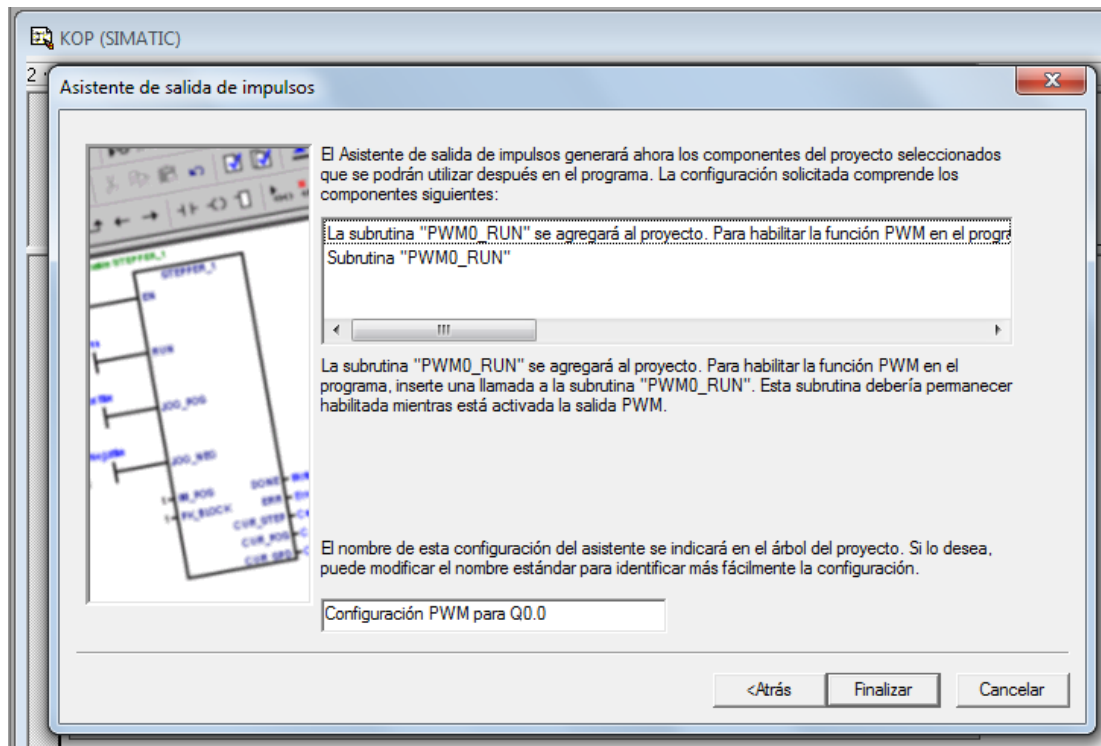 KOP (SIMATIC)
2
Asistente de salida de impulsos
El Asistente de salida de impulsos generará ahora los componentes del proyecto seleccionados
que se podrán utilizar después en el programa. La configuración solicitada comprende los
componentes siguientes:
La subrutina "PWM0_RUN" se agregará al proyecto. Para habilitar la función PWM en el progra
Subrutina "PWM0_RUN"
La subrutina "PWM0_RUN" se agregará al proyecto. Para habilitar la función PWM en el
programa, inserte una llamada a la subrutina "PWM0_RUN". Esta subrutina debería permanecer
habilitada mientras está activada la salida PWM.
STEPPER_1
STEPPER_1
EN
RUN
JOG_POS
JOG_NEG
DONE
ERR
CUR_STEP
CUR_POS
CUR_SPD
El nombre de esta configuración del asistente se indicará en el árbol del proyecto. Si lo desea,
puede modificar el nombre estándar para identificar más fácilmente la configuración.
Configuración PWM para Q0.0
<Atrás
Finalizar
Cancelar